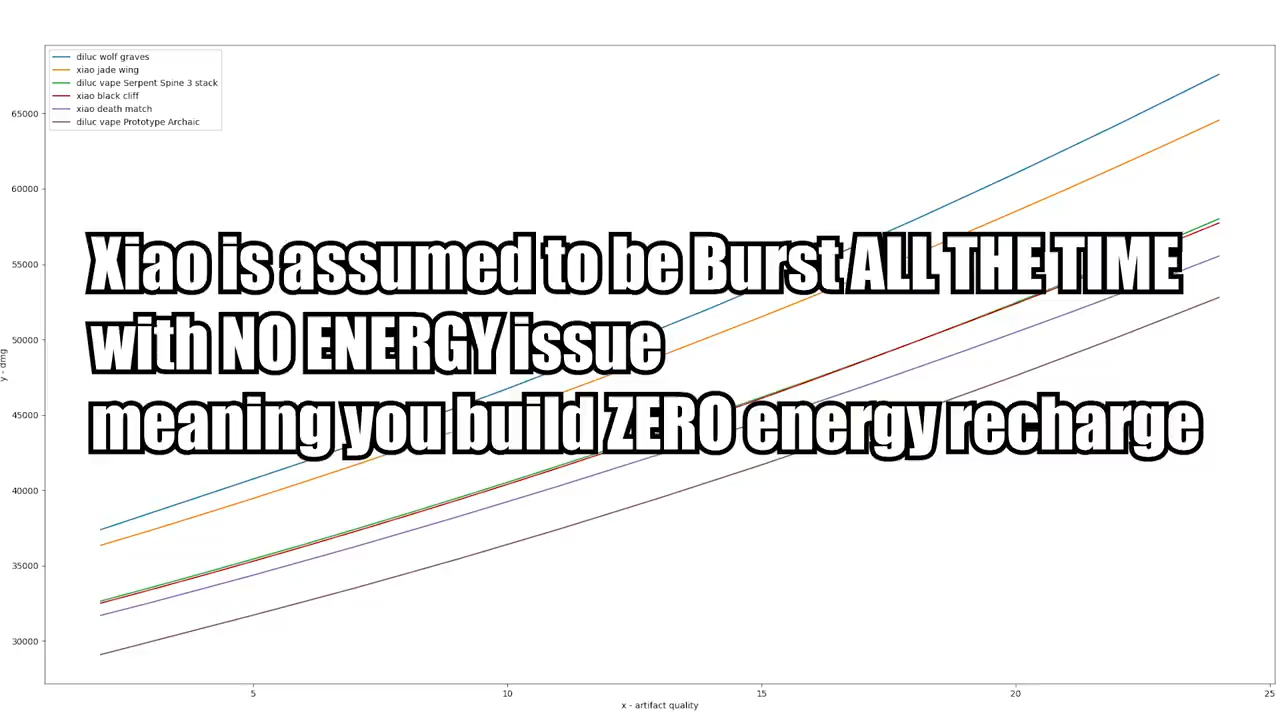 diluc wolf graves
xiao jade wing
diluc vape Serpent Spine 3 stack
xiao black cliff
xiao death match
diluc vape Prototype Archaic
65000
60000
55000
50000
45000
40000
35000
30000
y - dmg
Xiao is assumed to be Burst ALL THE TIME
with NO ENERGY issue
meaning you build ZERO energy recharge
5
10
15
20
25
x - artifact quality